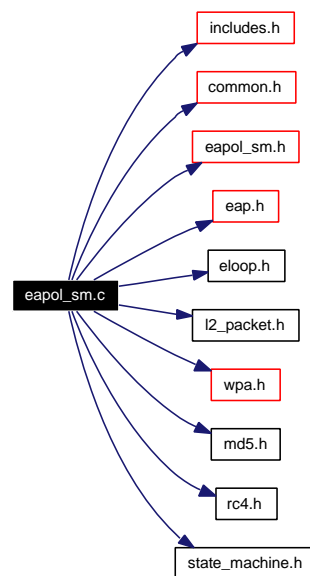 includes.h
common.h
eapol_sm.h
eap.h
eloop.h
eapol_sm.c
l2_packet.h
wpa.h
md5.h
rc4.h
state_machine.h